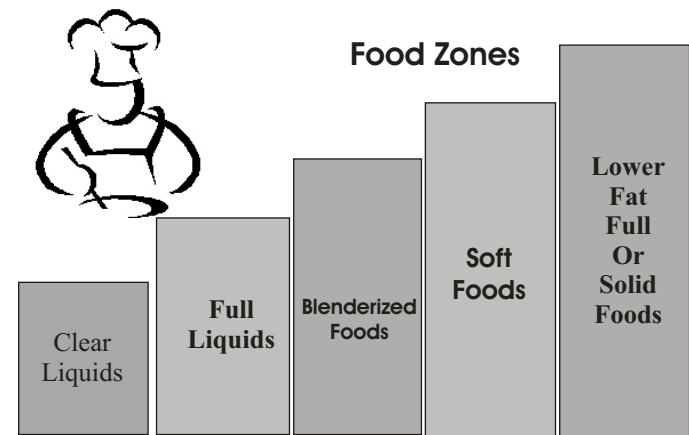 Food Zones
Clear
Liquids
Full
Liquids
Blenderized
Foods
Soft
Foods
Lower
Fat
Full
Or
Solid
Foods